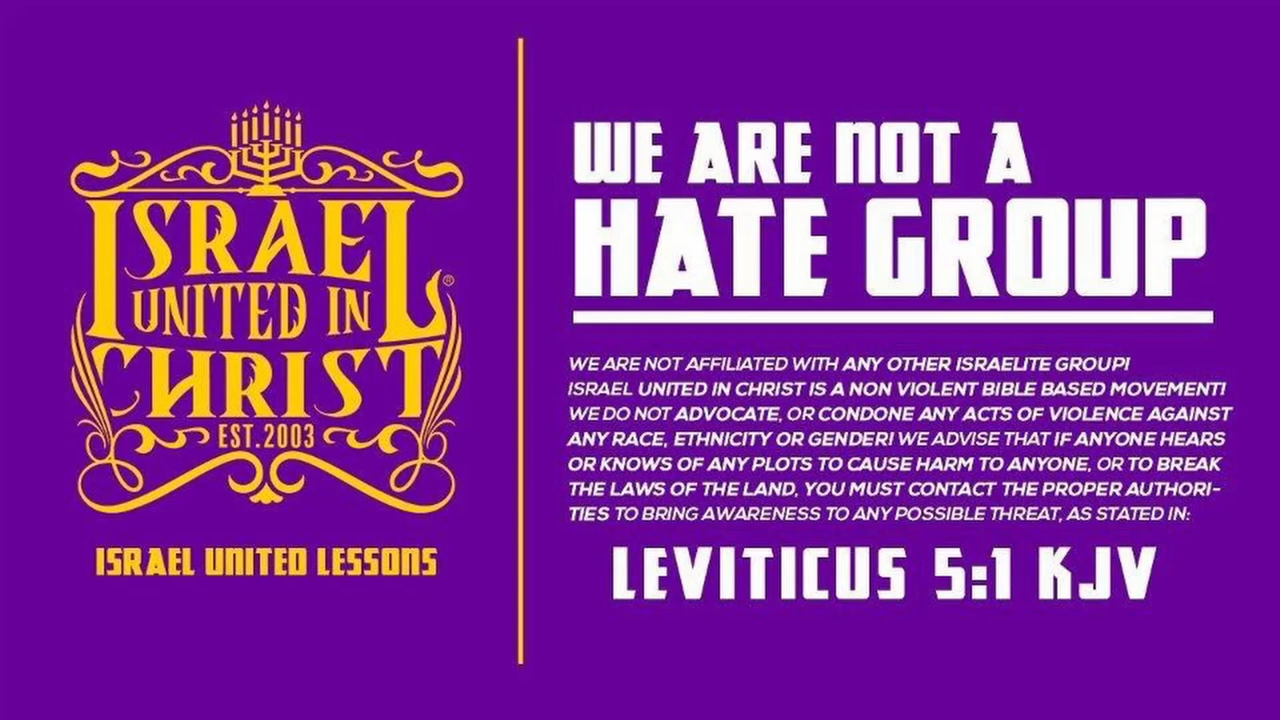 ISRAEL
UNITED IN
CHRIST
®
EST.2003
ISRAEL UNITED LESSONS
WE ARE NOT A
HATE GROUP
WE ARE NOT AFFILIATED WITH ANY OTHER ISRAELITE GROUP!
ISRAEL UNITED IN CHRIST IS A NON VIOLENT BIBLE BASED MOVEMENT!
WE DO NOT ADVOCATE, OR CONDONE ANY ACTS OF VIOLENCE AGAINST
ANY RACE, ETHNICITY OR GENDER! WE ADVISE THAT IF ANYONE HEARS
OR KNOWS OF ANY PLOTS TO CAUSE HARM TO ANYONE, OR TO BREAK
THE LAWS OF THE LAND, YOU MUST CONTACT THE PROPER AUTHORI-
TIES TO BRING AWARENESS TO ANY POSSIBLE THREAT, AS STATED IN:
LEVITICUS 5:1 KJV